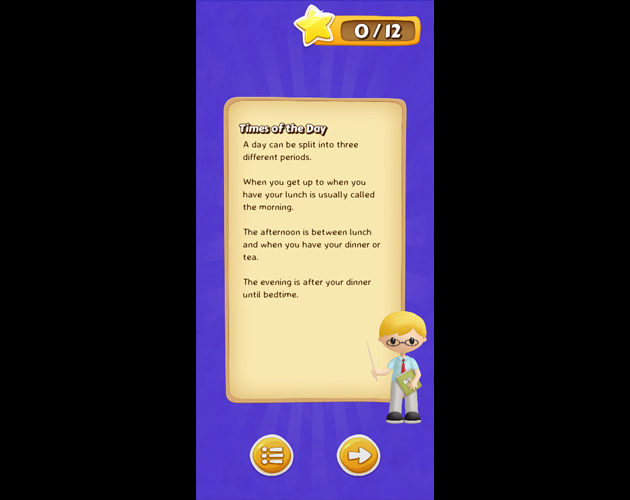 0/12
Times of the Day
A day can be split into three
different periods.
When you get up to when you
have your lunch is usually called
the morning.
The afternoon is between lunch
and when you have your dinner or
tea.
The evening is after your dinner
until bedtime.